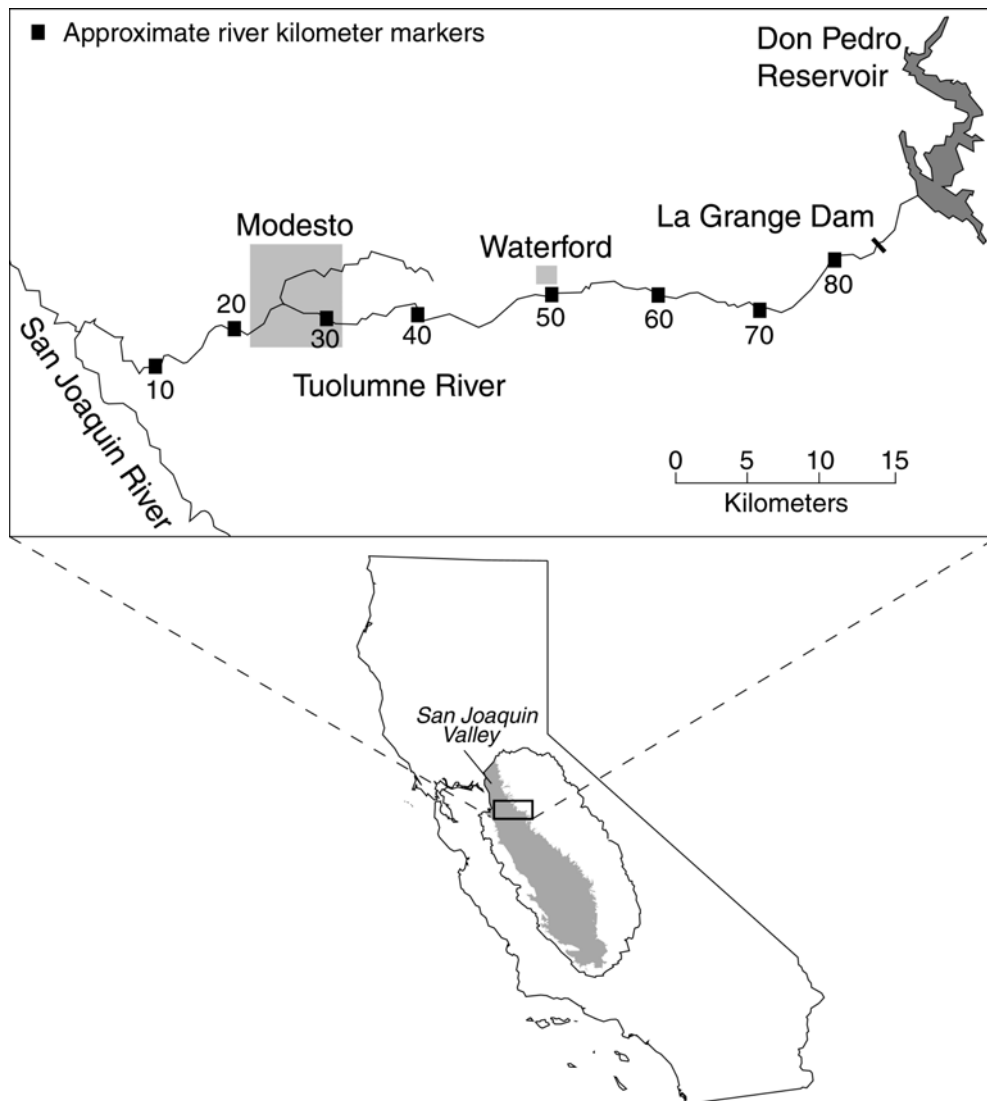 Approximate river kilometer markers
Don Pedro
Reservoir
La Grange Dam
Modesto
Waterford
80
20
30
40
50
60
70
10
San Joaquin River
Tuolumne River
0 5 10 15
Kilometers
San Joaquin
Valley